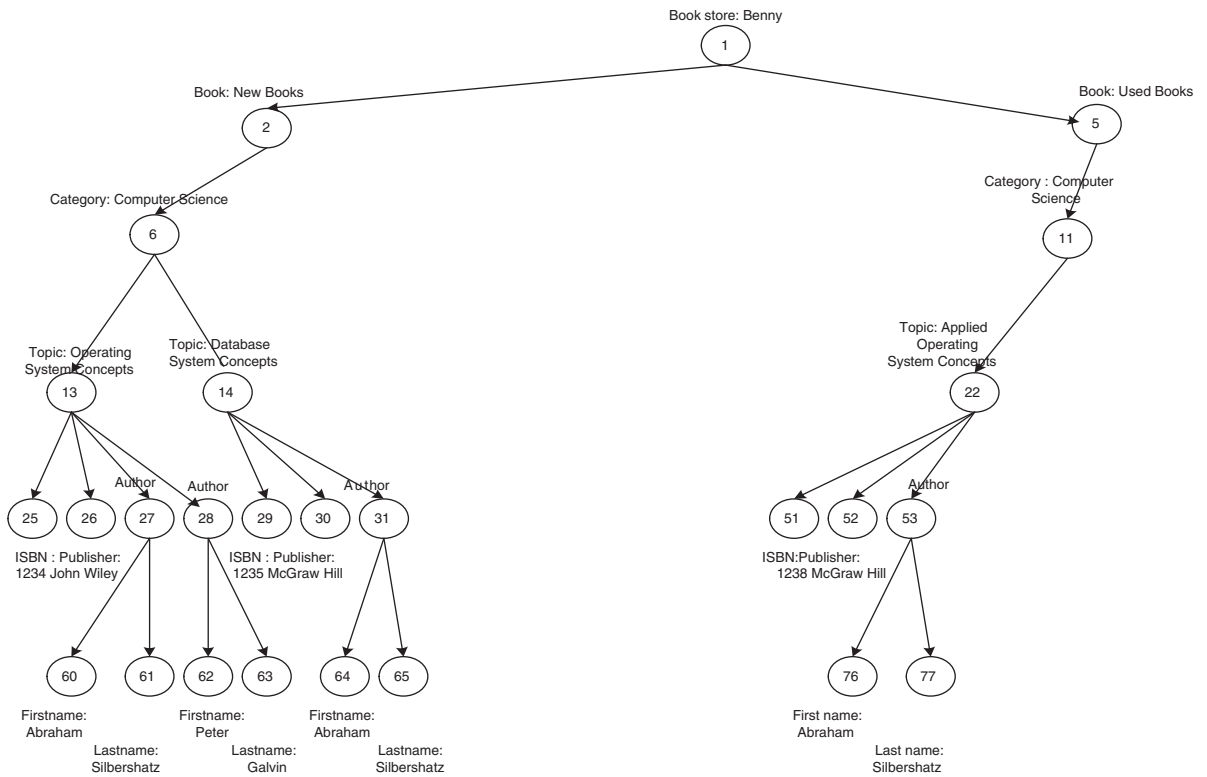 Book store: Benny
1
Book: New Books
Book: Used Books
2
5
Category: Computer Science
Category : Computer
Science
6
11
Topic: Operating
System Concepts
Topic: Database
System Concepts
Topic: Applied
Operating
System Concepts
13
14
22
Author
Author
Author
Author
25
26
27
28
29
30
31
51
52
53
ISBN : Publisher:
1234 John Wiley
ISBN : Publisher:
1235 McGraw Hill
ISBN:Publisher:
1238 McGraw Hill
60
61
62
63
64
65
76
77
Firstname:
Abraham
Firstname:
Peter
Firstname:
Abraham
First name:
Abraham
Lastname:
Silbershatz
Lastname:
Galvin
Lastname:
Silbershatz
Last name:
Silbershatz